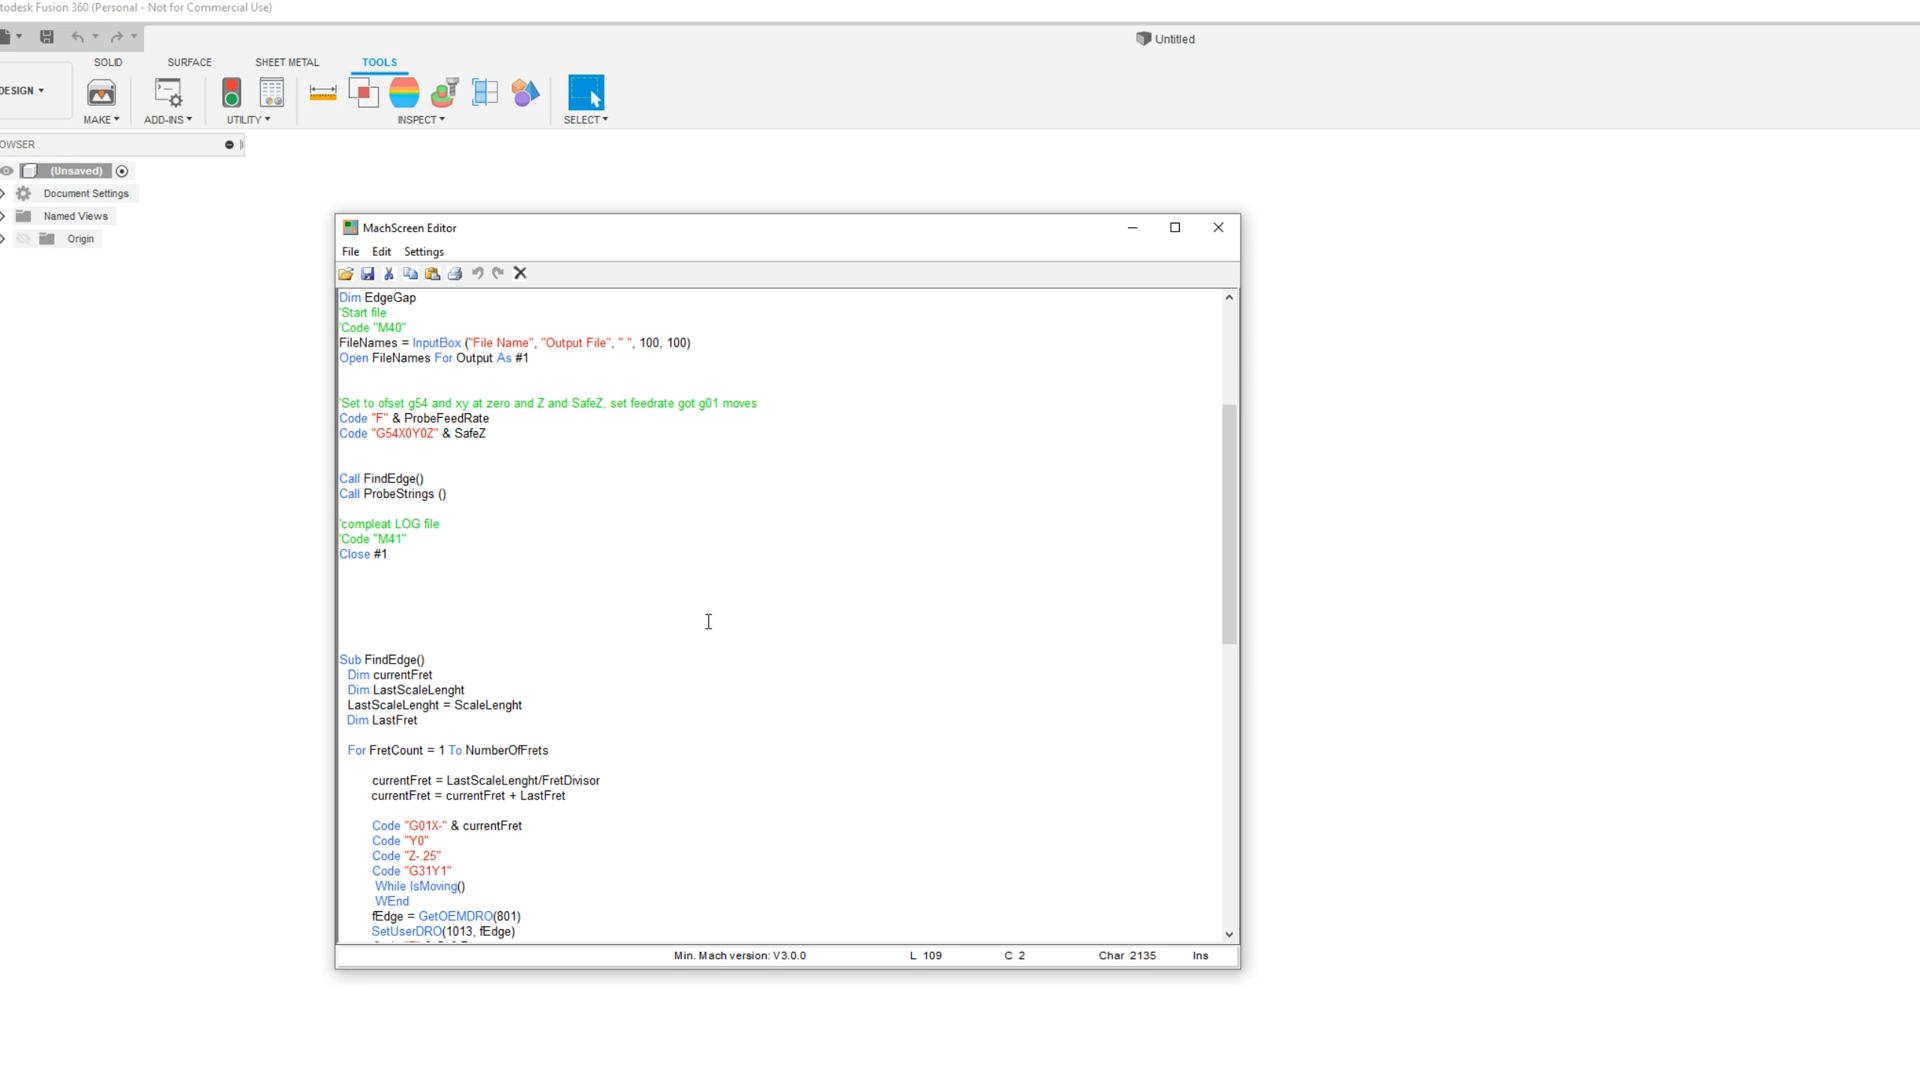 todesk Fusion 360 (Personal - Not for Commercial Use)
Untitled
SOLID SURFACE SHEET METAL TOOLS
DESIGN
MAKE ADD-INS UTILITY INSPECT SELECT
OWSER
(Unsaved)
Document Settings
Named Views
Origin
MachScreen Editor
File Edit Settings
Dim EdgeGap
'Start file
'Code "M40"
FileNames = InputBox ("File Name", "Output File", " ", 100, 100)
Open FileNames For Output As #1
'Set to ofset g54 and xy at zero and Z and SafeZ, set feedrate got g01 moves
Code "F" & ProbeFeedRate
Code "G54X0Y0Z" & SafeZ
Call FindEdge()
Call ProbeStrings ()
'compleat LOG file
'Code "M41"
Close #1
Sub FindEdge()
Dim currentFret
Dim LastScaleLenght
LastScaleLenght = ScaleLenght
Dim LastFret
For FretCount = 1 To NumberOfFrets
currentFret = LastScaleLenght/FretDivisor
currentFret = currentFret + LastFret
Code "G01X-" & currentFret
Code "Y0"
Code "Z-.25"
Code "G31Y1"
While IsMoving()
WEnd
fEdge = GetOEMDRO(801)
SetUserDRO(1013, fEdge)
Min. Mach version: V3.0.0 L 109 C 2 Char 2135 Ins